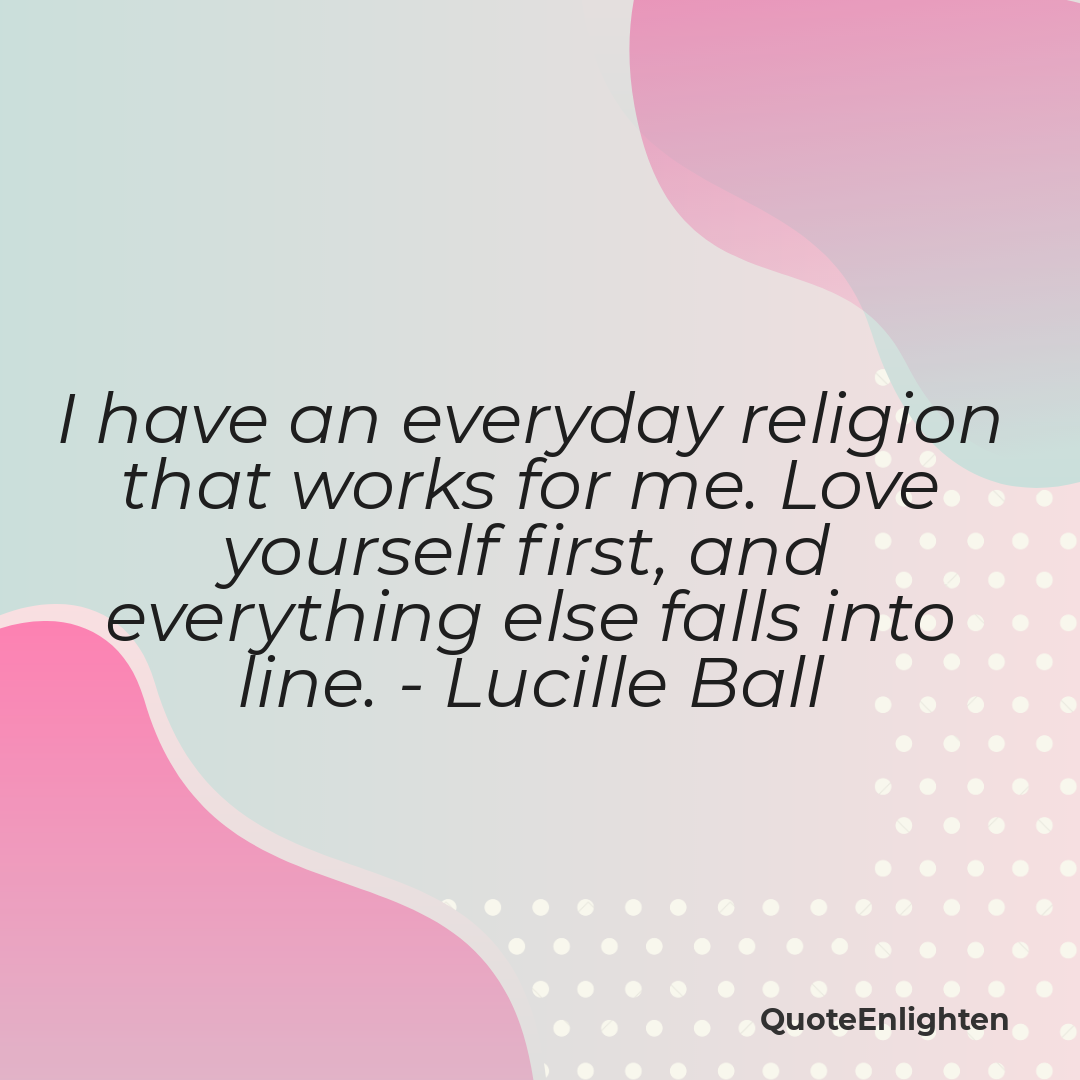 I have an everyday religion
that works for me. Love
yourself first, and
everything else falls into
line. - Lucille Ball
QuoteEnlighten